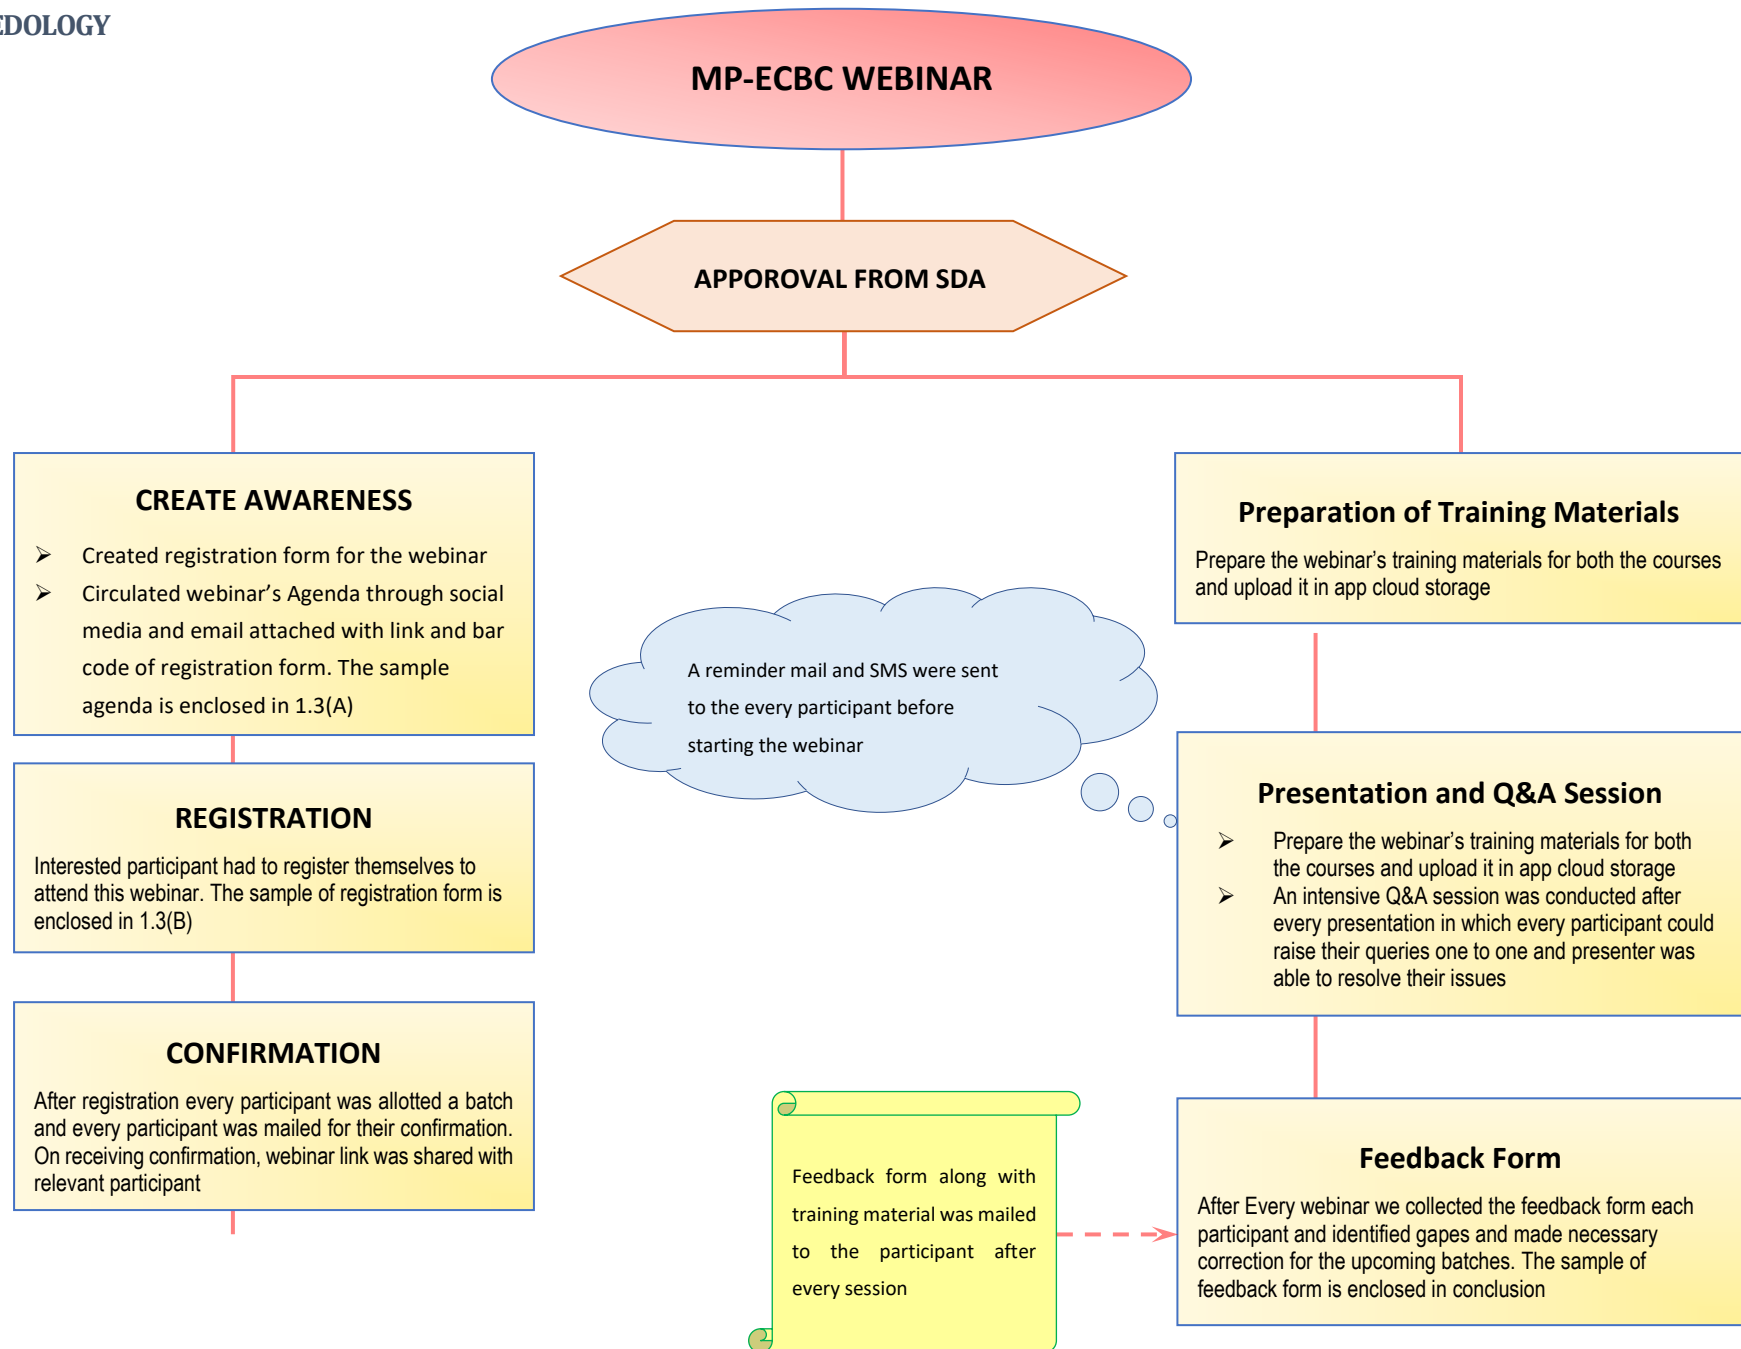 EDOLOGY
MP-ECBC WEBINAR
APPOROVAL FROM SDA
CREATE AWARENESS
➢ Created registration form for the webinar
➢ Circulated webinar’s Agenda through social
media and email attached with link and bar
code of registration form. The sample
agenda is enclosed in 1.3(A)
REGISTRATION
Interested participant had to register themselves to
attend this webinar. The sample of registration form is
enclosed in 1.3(B)
CONFIRMATION
After registration every participant was allotted a batch
and every participant was mailed for their confirmation.
On receiving confirmation, webinar link was shared with
relevant participant
A reminder mail and SMS were sent
to the every participant before
starting the webinar
Preparation of Training Materials
Prepare the webinar’s training materials for both the courses
and upload it in app cloud storage
Presentation and Q&A Session
➢ Prepare the webinar’s training materials for both
the courses and upload it in app cloud storage
➢ An intensive Q&A session was conducted after
every presentation in which every participant could
raise their queries one to one and presenter was
able to resolve their issues
Feedback form along with
training material was mailed
to the participant after
every session
Feedback Form
After Every webinar we collected the feedback form each
participant and identified gapes and made necessary
correction for the upcoming batches. The sample of
feedback form is enclosed in conclusion